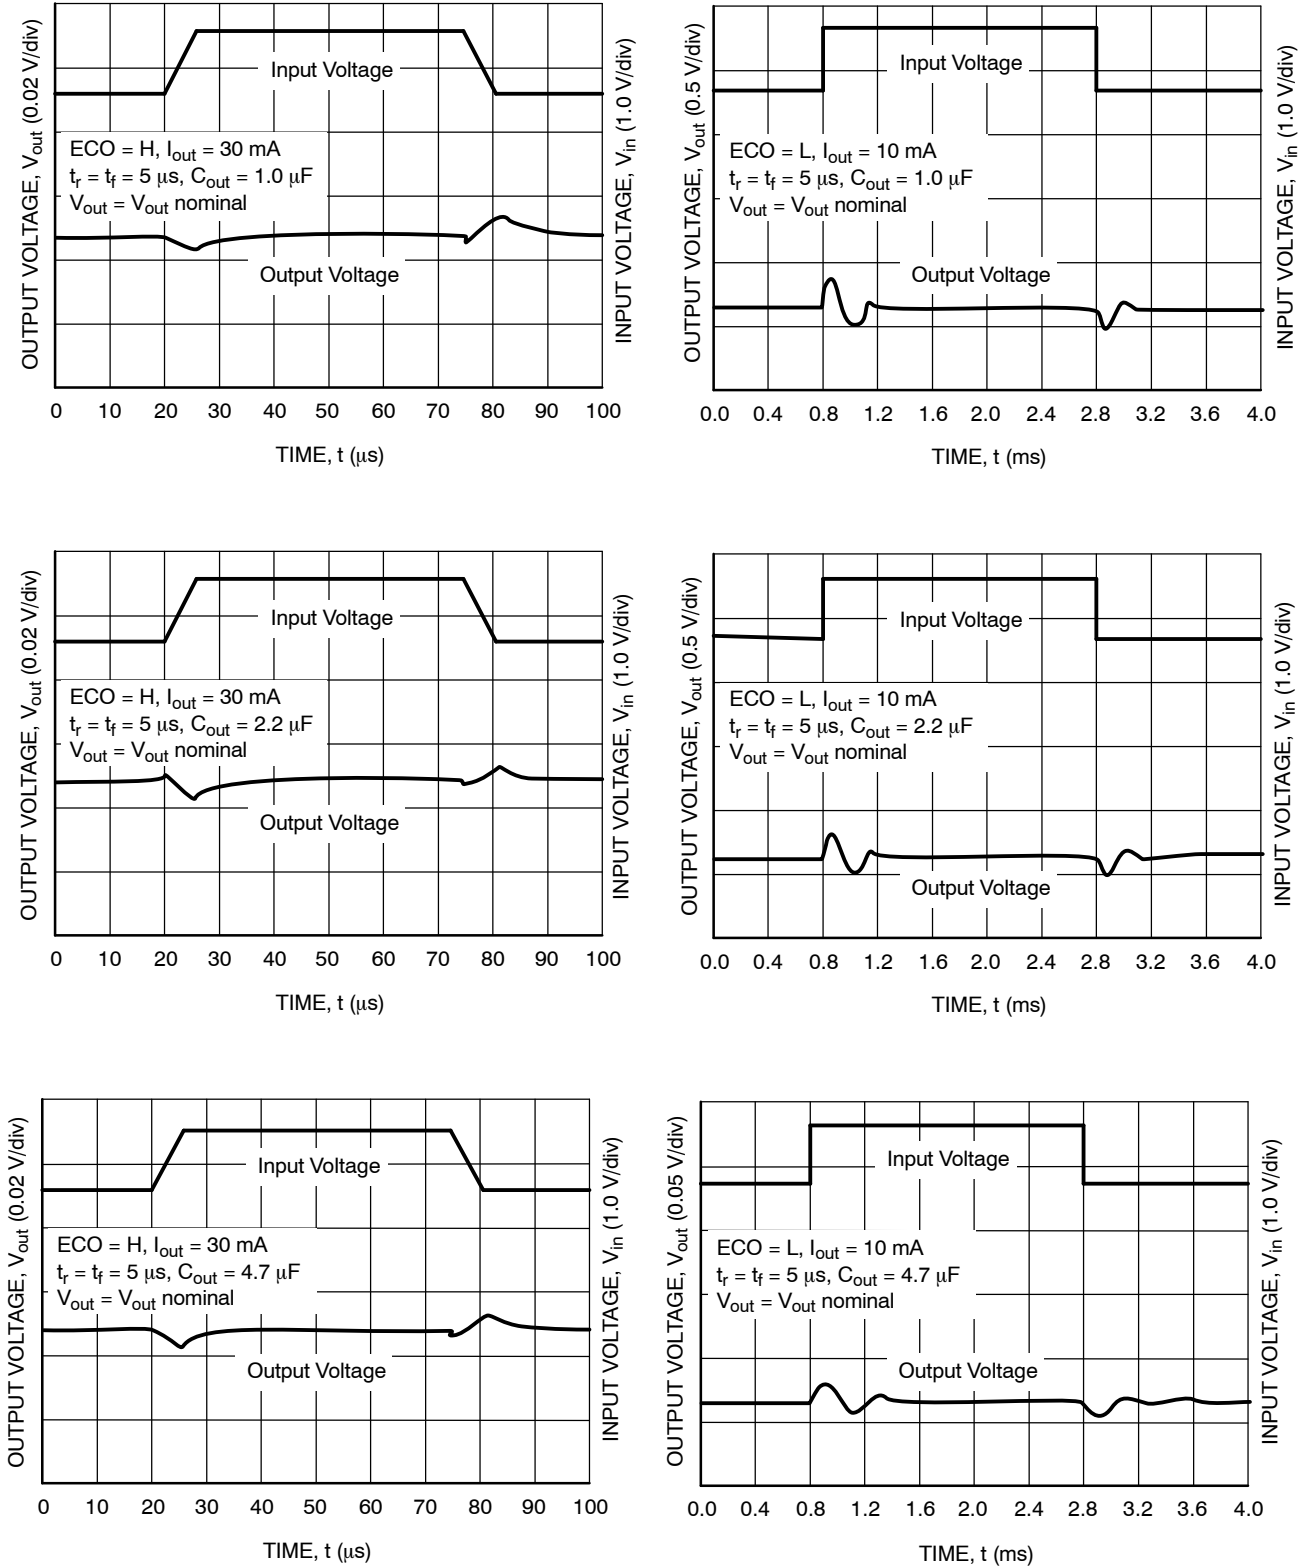 OUTPUT VOLTAGE, Vout (0.02 V/div)
Input Voltage
ECO = H, Iout = 30 mA
tr = tf = 5 μs, Cout = 1.0 μF
Vout = Vout nominal
Output Voltage
INPUT VOLTAGE, Vin (1.0 V/div)
0 10 20 30 40 50 60 70 80 90 100
TIME, t (μs)
OUTPUT VOLTAGE, Vout (0.5 V/div)
Input Voltage
ECO = L, Iout = 10 mA
tr = tf = 5 μs, Cout = 1.0 μF
Vout = Vout nominal
Output Voltage
INPUT VOLTAGE, Vin (1.0 V/div)
0.0 0.4 0.8 1.2 1.6 2.0 2.4 2.8 3.2 3.6 4.0
TIME, t (ms)
OUTPUT VOLTAGE, Vout (0.02 V/div)
Input Voltage
ECO = H, Iout = 30 mA
tr = tf = 5 μs, Cout = 2.2 μF
Vout = Vout nominal
Output Voltage
INPUT VOLTAGE, Vin (1.0 V/div)
0 10 20 30 40 50 60 70 80 90 100
TIME, t (μs)
OUTPUT VOLTAGE, Vout (0.5 V/div)
Input Voltage
ECO = L, Iout = 10 mA
tr = tf = 5 μs, Cout = 2.2 μF
Vout = Vout nominal
Output Voltage
INPUT VOLTAGE, Vin (1.0 V/div)
0.0 0.4 0.8 1.2 1.6 2.0 2.4 2.8 3.2 3.6 4.0
TIME, t (ms)
OUTPUT VOLTAGE, Vout (0.02 V/div)
Input Voltage
ECO = H, Iout = 30 mA
tr = tf = 5 μs, Cout = 4.7 μF
Vout = Vout nominal
Output Voltage
INPUT VOLTAGE, Vin (1.0 V/div)
0 10 20 30 40 50 60 70 80 90 100
TIME, t (μs)
OUTPUT VOLTAGE, Vout (0.05 V/div)
Input Voltage
ECO = L, Iout = 10 mA
tr = tf = 5 μs, Cout = 4.7 μF
Vout = Vout nominal
Output Voltage
INPUT VOLTAGE, Vin (1.0 V/div)
0.0 0.4 0.8 1.2 1.6 2.0 2.4 2.8 3.2 3.6 4.0
TIME, t (ms)